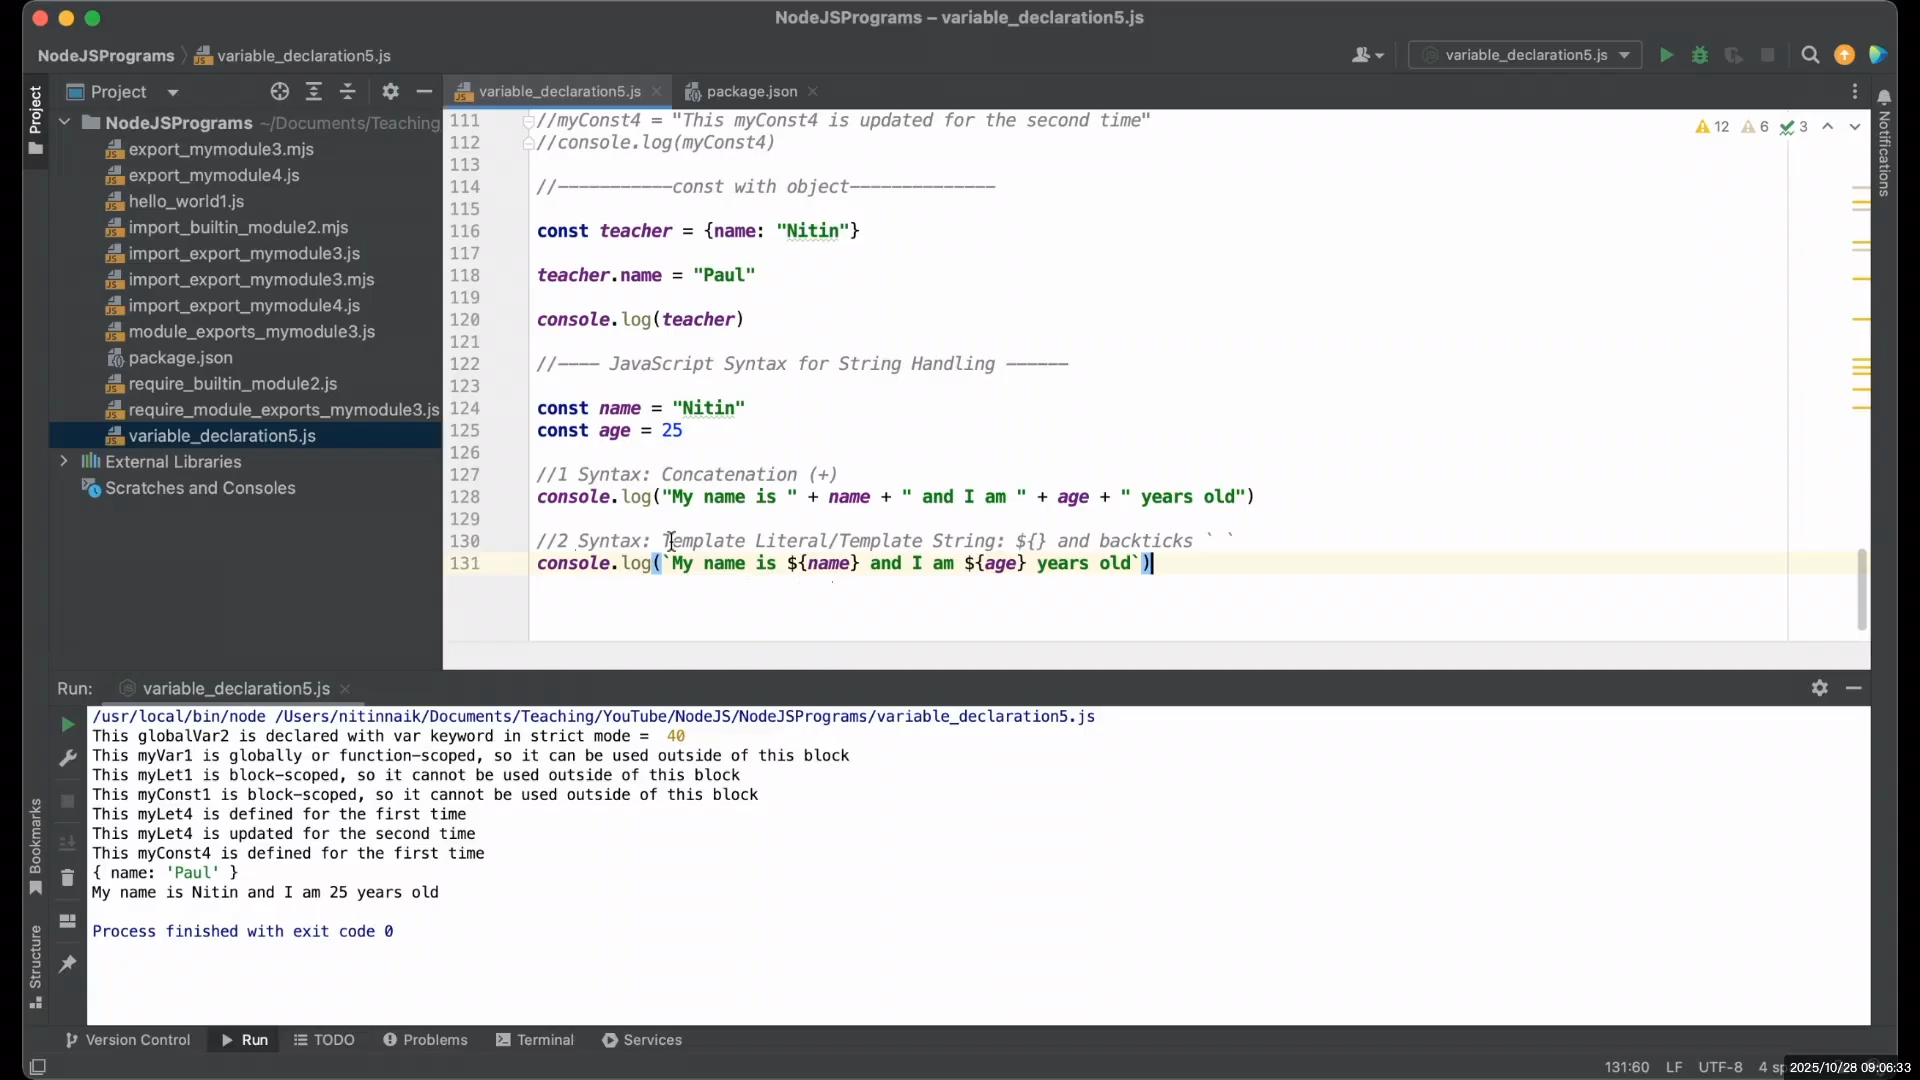 NodeJSPrograms – variable_declaration5.js
NodeJSPrograms variable_declaration5.js
variable_declaration5.js
Project
variable_declaration5.js
package.json
Project
Notifications
NodeJSPrograms ~/Documents/Teaching
export_mymodule3.mjs
export_mymodule4.js
hello_world1.js
import_builtin_module2.mjs
import_export_mymodule3.js
import_export_mymodule3.mjs
import_export_mymodule4.js
module_exports_mymodule3.js
package.json
require_builtin_module2.js
require_module_exports_mymodule3.js
variable_declaration5.js
External Libraries
Scratches and Consoles
12 6 3
111 //myConst4 = "This myConst4 is updated for the second time"
112 //console.log(myConst4)
113
114 //-----------const with object--------------
115
116 const teacher = {name: "Nitin"}
117
118 teacher.name = "Paul"
119
120 console.log(teacher)
121
122 //---- JavaScript Syntax for String Handling ------
123
124 const name = "Nitin"
125 const age = 25
126
127 //1 Syntax: Concatenation (+)
128 console.log("My name is " + name + " and I am " + age + " years old")
129
130 //2 Syntax: Template Literal/Template String: ${} and backticks ` `
131 console.log(`My name is ${name} and I am ${age} years old`)
Run: variable_declaration5.js
/usr/local/bin/node /Users/nitinnaik/Documents/Teaching/YouTube/NodeJS/NodeJSPrograms/variable_declaration5.js
This globalVar2 is declared with var keyword in strict mode =  40
This myVar1 is globally or function-scoped, so it can be used outside of this block
This myLet1 is block-scoped, so it cannot be used outside of this block
This myConst1 is block-scoped, so it cannot be used outside of this block
This myLet4 is defined for the first time
This myLet4 is updated for the second time
This myConst4 is defined for the first time
{ name: 'Paul' }
My name is Nitin and I am 25 years old
Process finished with exit code 0
Bookmarks
Structure
Version Control Run TODO Problems Terminal Services
131:60 LF UTF-8 4 sp
2025/10/28 09:06:33